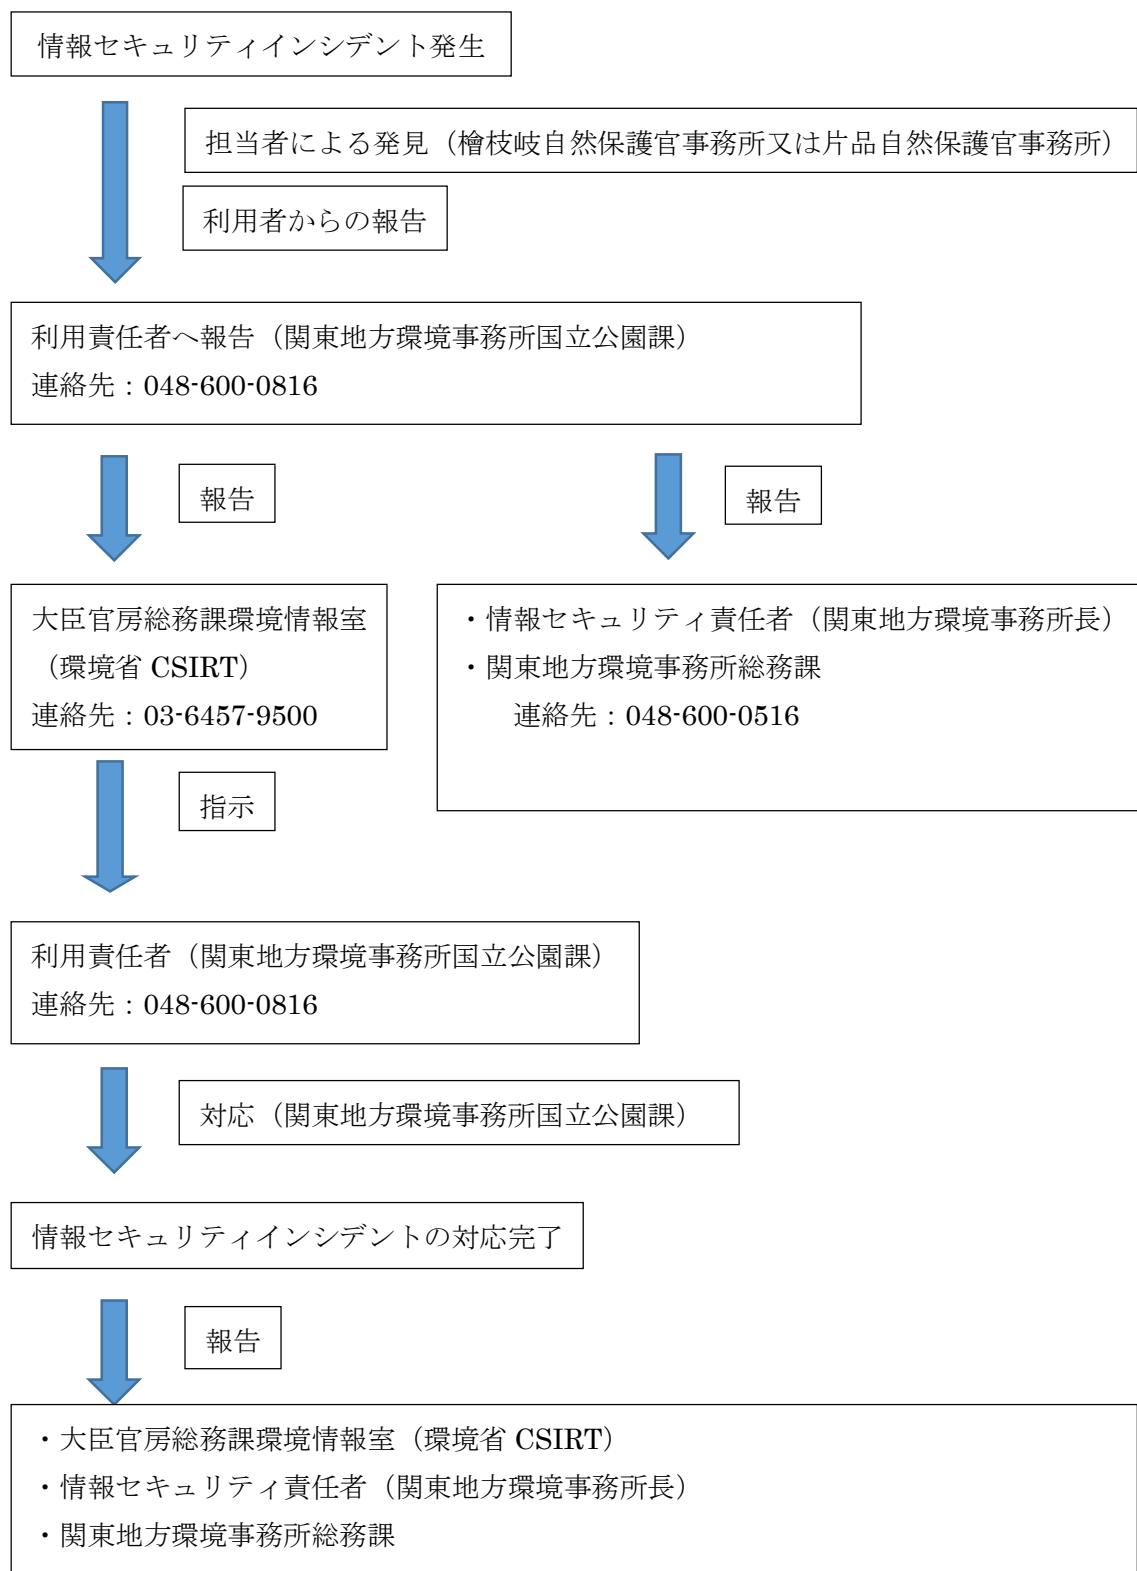 情報セキュリティインシデント発生
担当者による発見（檜枝岐自然保護官事務所又は片品自然保護官事務所）
利用者からの報告
利用責任者へ報告（関東地方環境事務所国立公園課）
連絡先：048-600-0816
報告
報告
大臣官房総務課環境情報室
（環境省 CSIRT）
連絡先：03-6457-9500
・情報セキュリティ責任者（関東地方環境事務所長）
・関東地方環境事務所総務課
連絡先：048-600-0516
指示
利用責任者（関東地方環境事務所国立公園課）
連絡先：048-600-0816
対応（関東地方環境事務所国立公園課）
情報セキュリティインシデントの対応完了
報告
・大臣官房総務課環境情報室（環境省 CSIRT）
・情報セキュリティ責任者（関東地方環境事務所長）
・関東地方環境事務所総務課